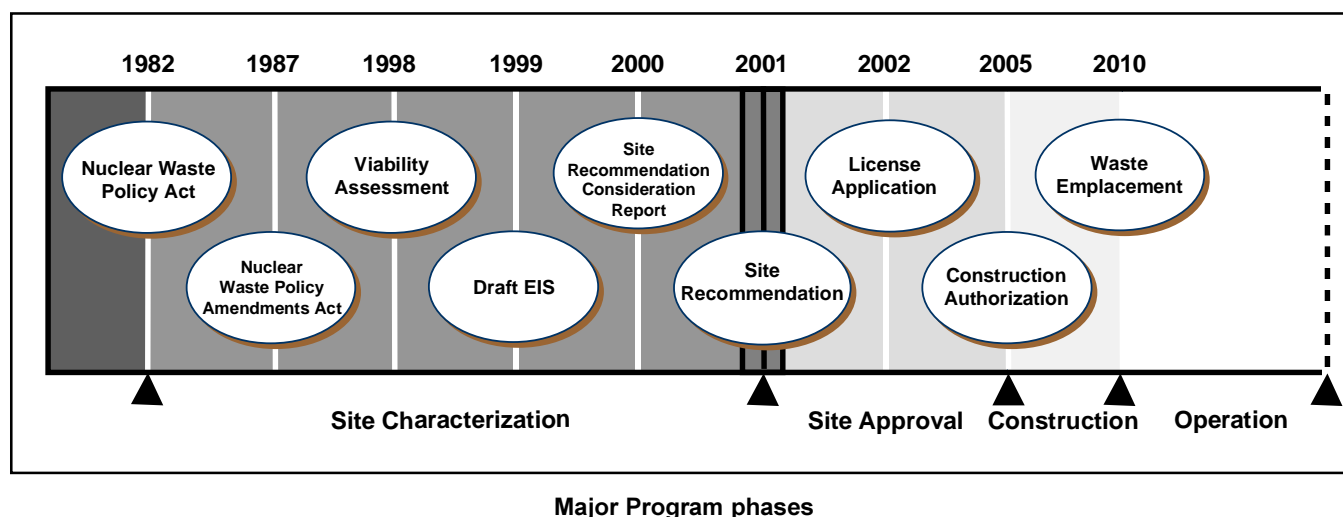 1982 1987 1998 1999 2000 2001 2002 2005 2010
Nuclear Waste
Policy Act
Nuclear
Waste Policy
Amendments Act
Viability
Assessment
Draft EIS
Site
Recommendation
Consideration
Report
Site
Recommendation
License
Application
Construction
Authorization
Waste
Emplacement
Site Characterization Site Approval Construction Operation
Major Program phases